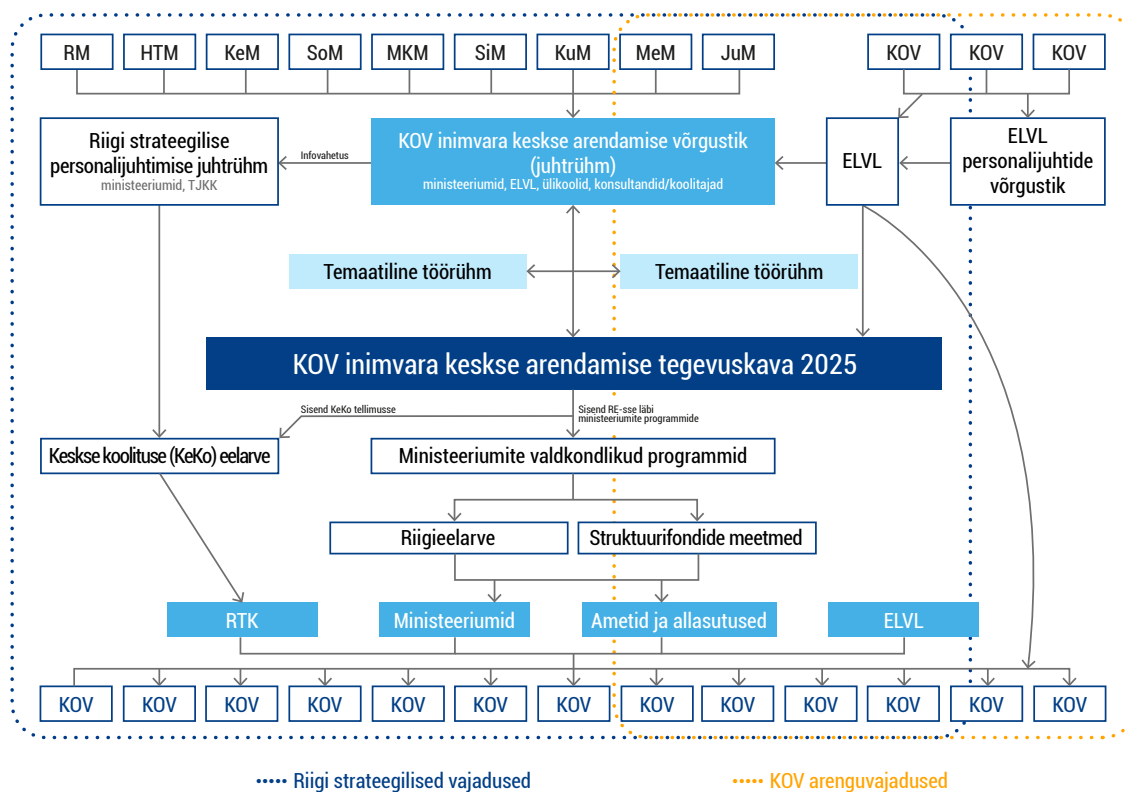 RM
HTM
KeM
SoM
MKM
SiM
KuM
MeM
JuM
KOV
KOV
KOV
Riigi strateegilise
personalijuhtimise juhtrühm
ministeeriumid, TJKK
Infovahetus
KOV inimvara keskse arendamise võrgustik
(juhtrühm)
ministeeriumid, ELVL, ülikoolid, konsultandid/koolitajad
ELVL
ELVL
personalijuhtide
võrgustik
Temaatiline töörühm
Temaatiline töörühm
KOV inimvara keskse arendamise tegevuskava 2025
Sisend KeKo tellimusse
Sisend RE-sse läbi
ministeeriumite programmide
Keskse koolituse (KeKo) eelarve
Ministeeriumite valdkondlikud programmid
Riigieelarve
Struktuurifondide meetmed
RTK
Ministeeriumid
Ametid ja allasutused
ELVL
KOV
KOV
KOV
KOV
KOV
KOV
KOV
KOV
KOV
KOV
KOV
KOV
KOV
Riigi strateegilised vajadused
KOV arenguvajadused